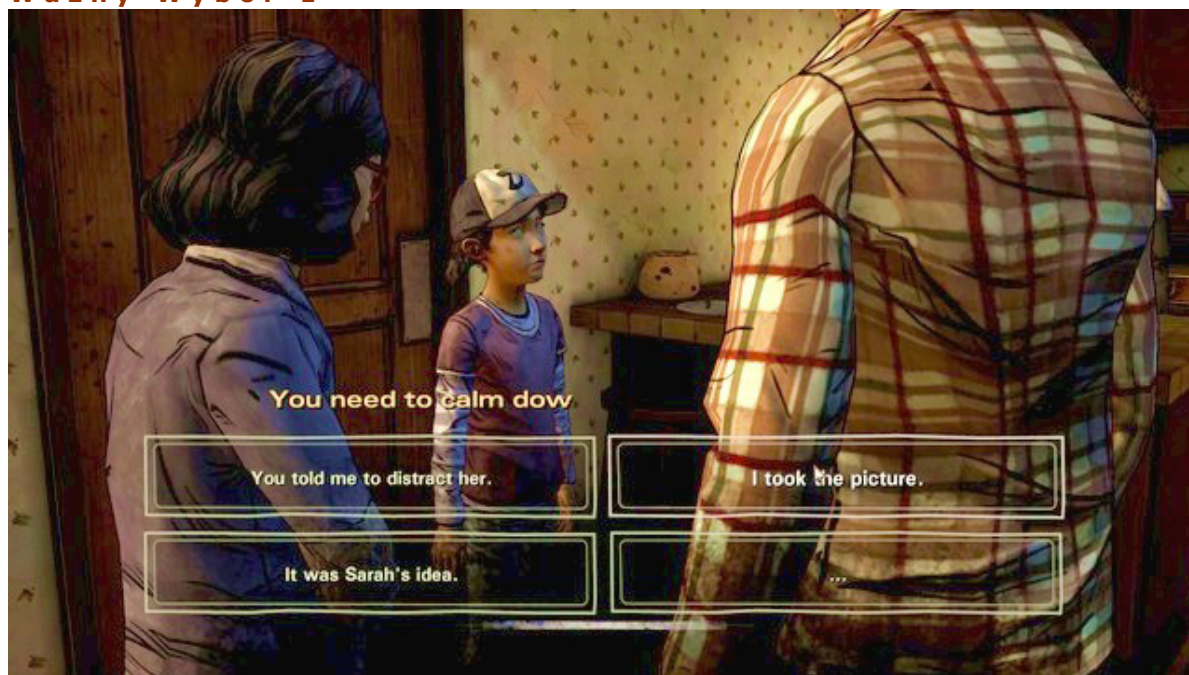 You need to calm dow
You told me to distract her.
I took the picture.
It was Sarah's idea.
...